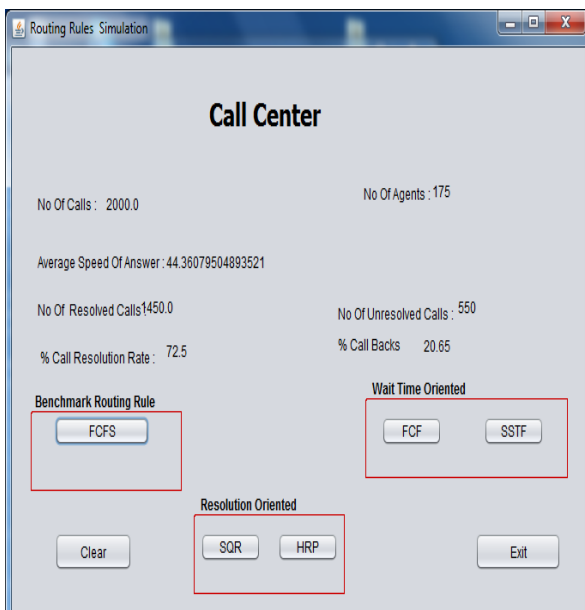 Routing Rules Simulation
Call Center
No Of Calls : 2000.0
No Of Agents : 175
Average Speed Of Answer : 44.36079504893521
No Of Resolved Calls : 1450.0
No Of Unresolved Calls : 550
% Call Resolution Rate : 72.5
% Call Backs 20.65
Benchmark Routing Rule
Wait Time Oriented
FCFS
FCF SSTF
Resolution Oriented
SQR HRP
Clear
Exit